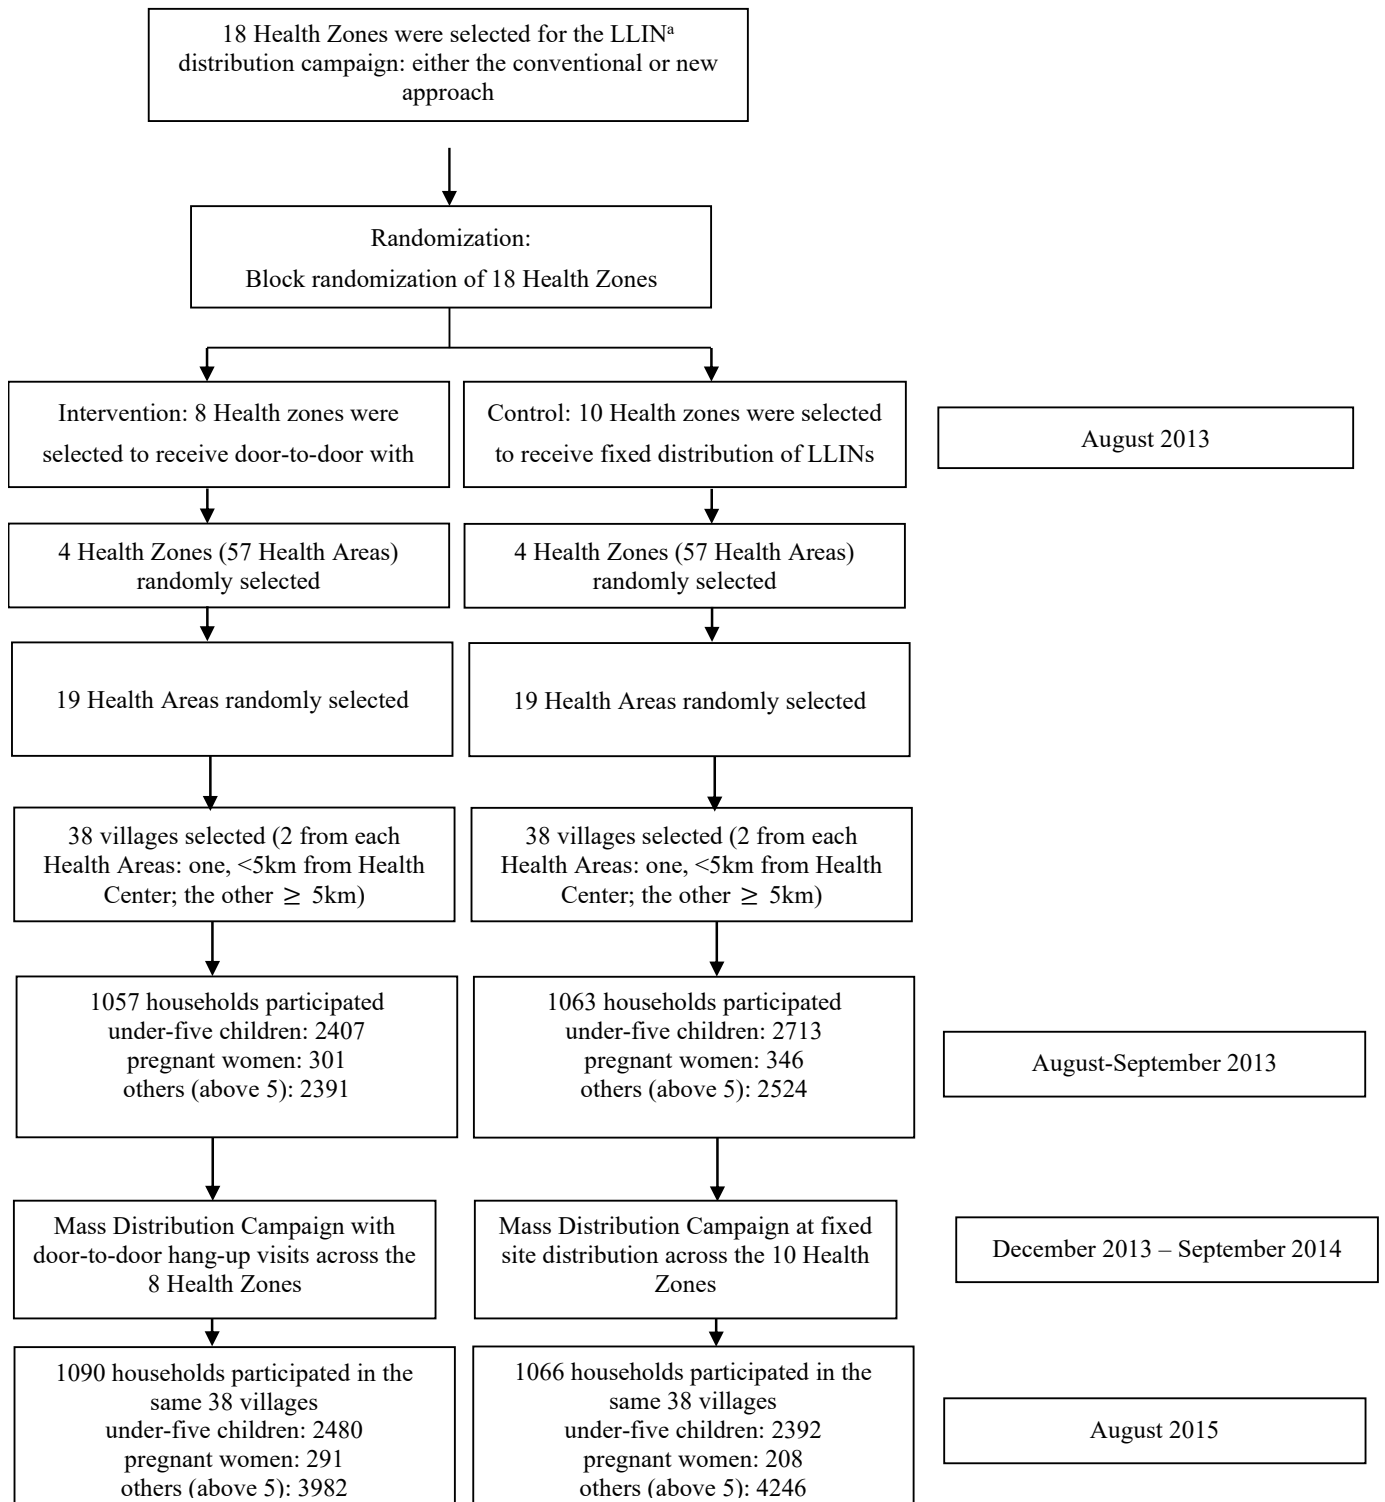 18 Health Zones were selected for the LLINᵃ
distribution campaign: either the conventional or new
approach
Randomization:
Block randomization of 18 Health Zones
Intervention: 8 Health zones were
selected to receive door-to-door with
Control: 10 Health zones were selected
to receive fixed distribution of LLINs
August 2013
4 Health Zones (57 Health Areas)
randomly selected
4 Health Zones (57 Health Areas)
randomly selected
19 Health Areas randomly selected
19 Health Areas randomly selected
38 villages selected (2 from each
Health Areas: one, <5km from Health
Center; the other ≥ 5km)
38 villages selected (2 from each
Health Areas: one, <5km from Health
Center; the other ≥ 5km)
1057 households participated
under-five children: 2407
pregnant women: 301
others (above 5): 2391
1063 households participated
under-five children: 2713
pregnant women: 346
others (above 5): 2524
August-September 2013
Mass Distribution Campaign with
door-to-door hang-up visits across the
8 Health Zones
Mass Distribution Campaign at fixed
site distribution across the 10 Health
Zones
December 2013 – September 2014
1090 households participated in the
same 38 villages
under-five children: 2480
pregnant women: 291
others (above 5): 3982
1066 households participated in the
same 38 villages
under-five children: 2392
pregnant women: 208
others (above 5): 4246
August 2015